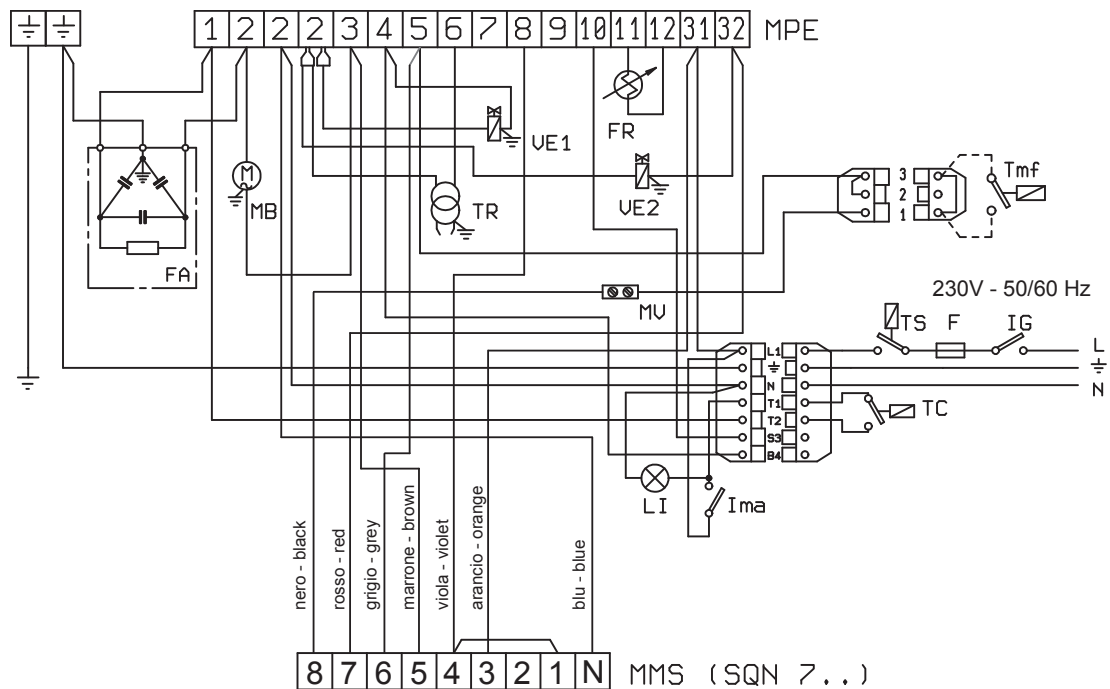 1 2 2 2 3 4 5 6 7 8 9 10 11 12 31 32 MPE
VE1
FR
VE2
MB
TR
FA
3
2
1
Tmf
MV
230V - 50/60 Hz
TS F IG
L1
N
T1
T2
S3
B4
L
N
TC
LI
Ima
nero - black
rosso - red
grigio - grey
marrone - brown
viola - violet
arancio - orange
blu - blue
M
8 7 6 5 4 3 2 1 N MMS (SQN 7..)